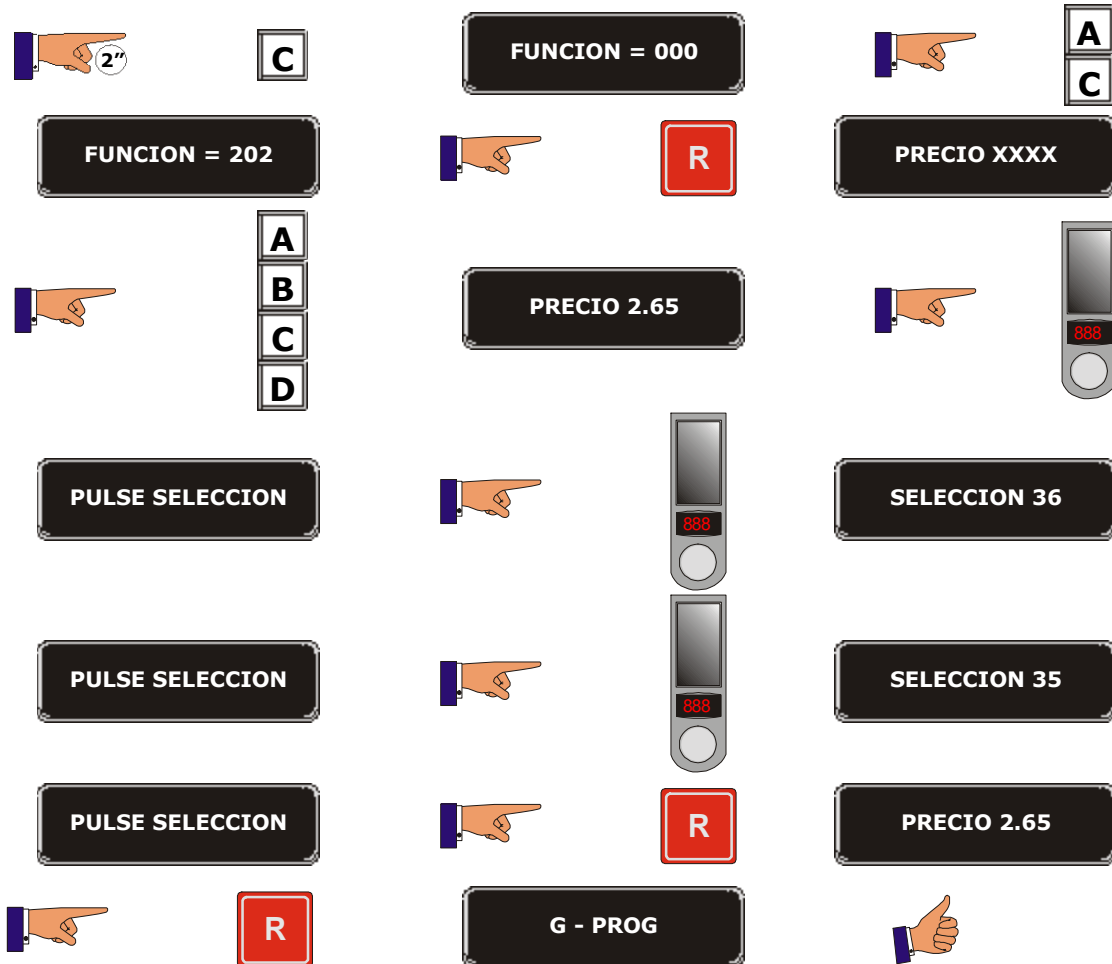 2”
C
FUNCION = 000
A
C
FUNCION = 202
R
PRECIO XXXX
A
B
C
D
PRECIO 2.65
888
PULSE SELECCION
888
SELECCION 36
PULSE SELECCION
888
SELECCION 35
PULSE SELECCION
R
PRECIO 2.65
R
G - PROG